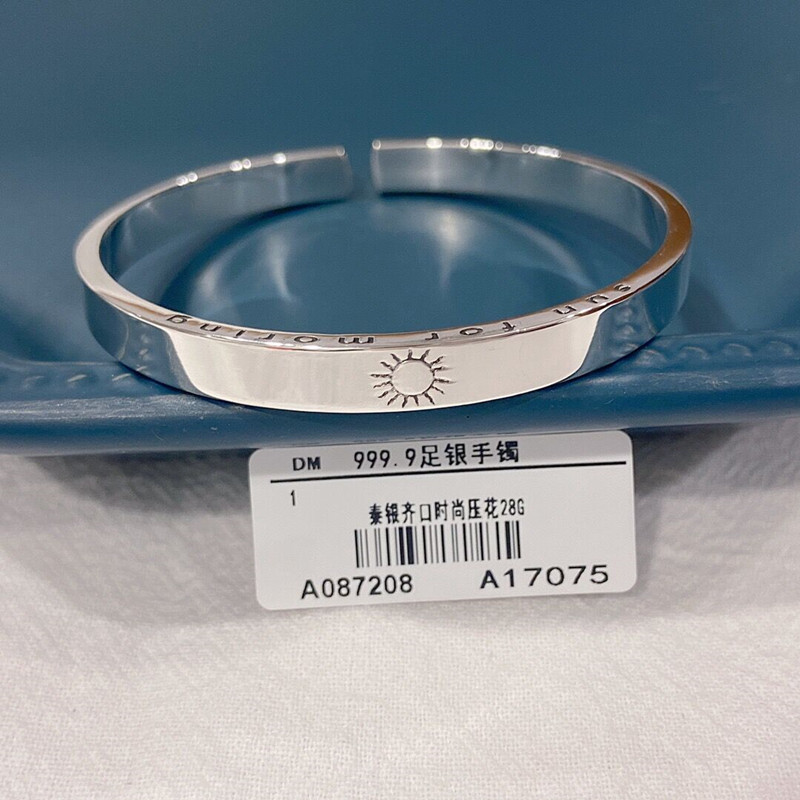 sun for moring
DM 999.9足银手镯
1
秦银齐口时尚压花28G
A087208 A17075